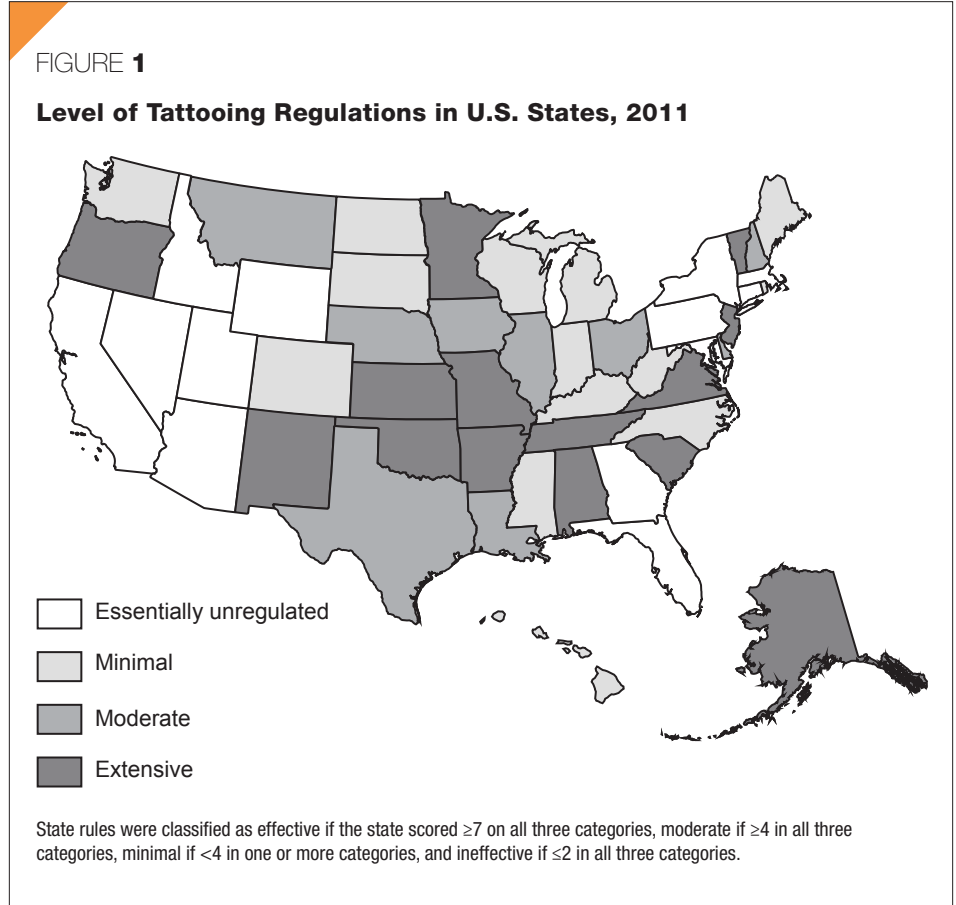 FIGURE 1
Level of Tattooing Regulations in U.S. States, 2011
Essentially unregulated
Minimal
Moderate
Extensive
State rules were classified as effective if the state scored ≥7 on all three categories, moderate if ≥4 in all three
categories, minimal if <4 in one or more categories, and ineffective if ≤2 in all three categories.